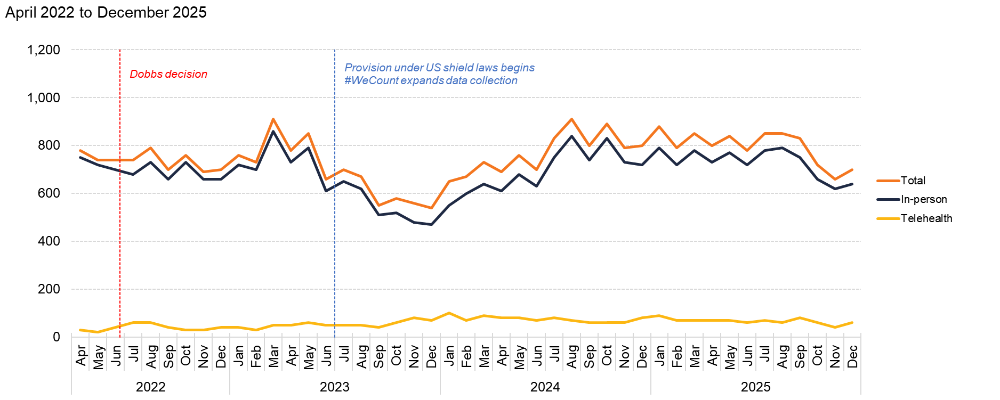 April 2022 to December 2025
1,200
1,000
800
600
400
200
0
Dobbs decision
Provision under US shield laws begins
#WeCount expands data collection
Total
In-person
Telehealth
Apr May Jun Jul Aug Sep Oct Nov Dec Jan Feb Mar Apr May Jun Jul Aug Sep Oct Nov Dec Jan Feb Mar Apr May Jun Jul Aug Sep Oct Nov Dec Jan Feb Mar Apr May Jun Jul Aug Sep Oct Nov Dec
2022 2023 2024 2025